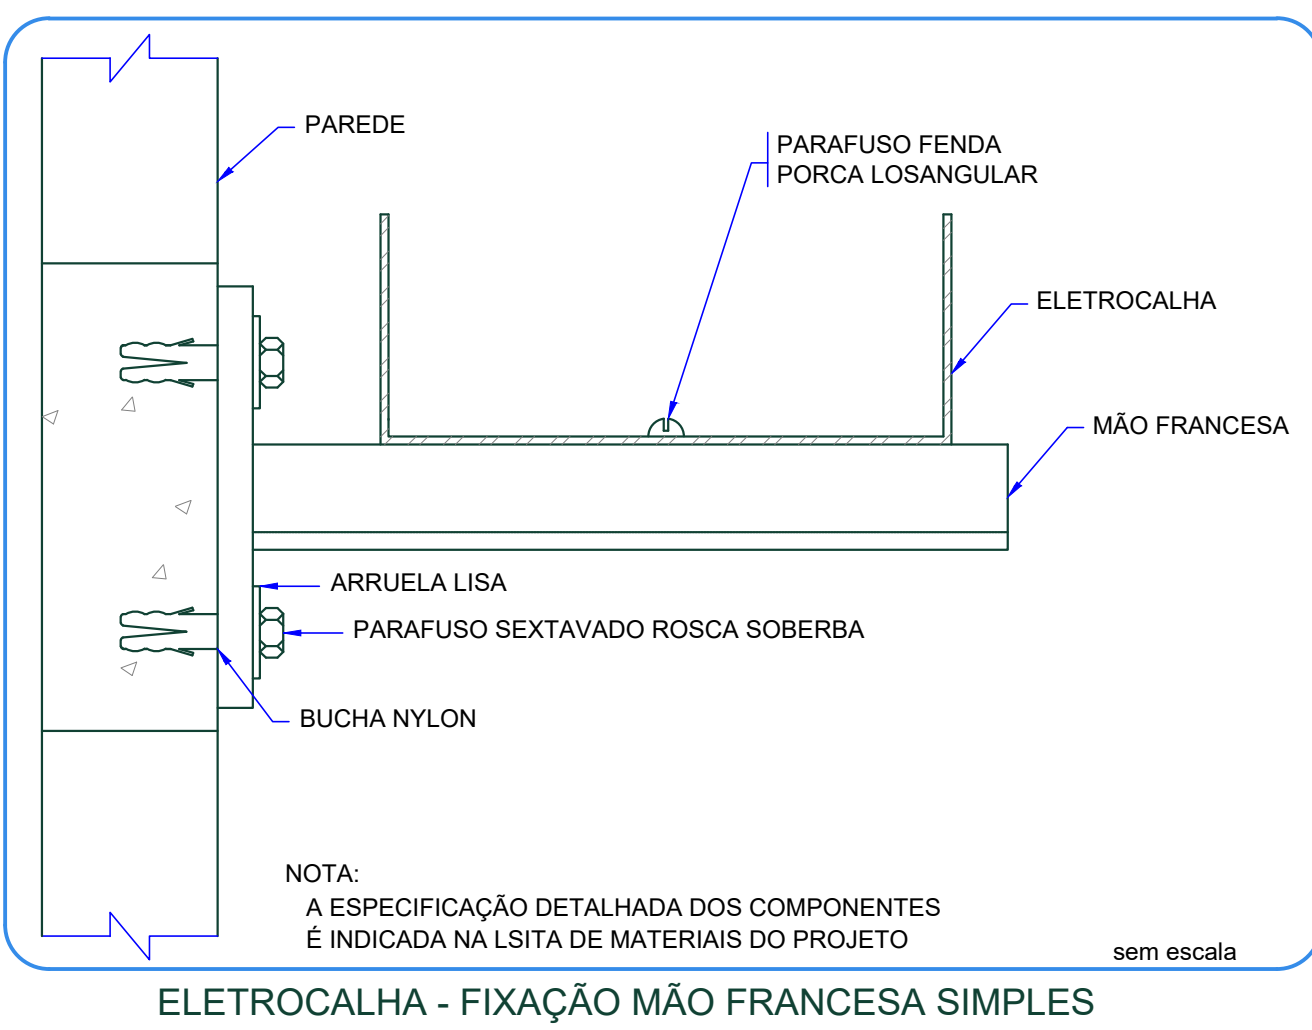 PAREDE
PARAFUSO FENDA
PORCA LOSANGULAR
ELETROCALHA
MÃO FRANCESA
ARRUELA LISA
PARAFUSO SEXTAVADO ROSCA SOBERBA
BUCHA NYLON
NOTA:
A ESPECIFICAÇÃO DETALHADA DOS COMPONENTES
É INDICADA NA LSITA DE MATERIAIS DO PROJETO
sem escala
ELETROCALHA - FIXAÇÃO MÃO FRANCESA SIMPLES